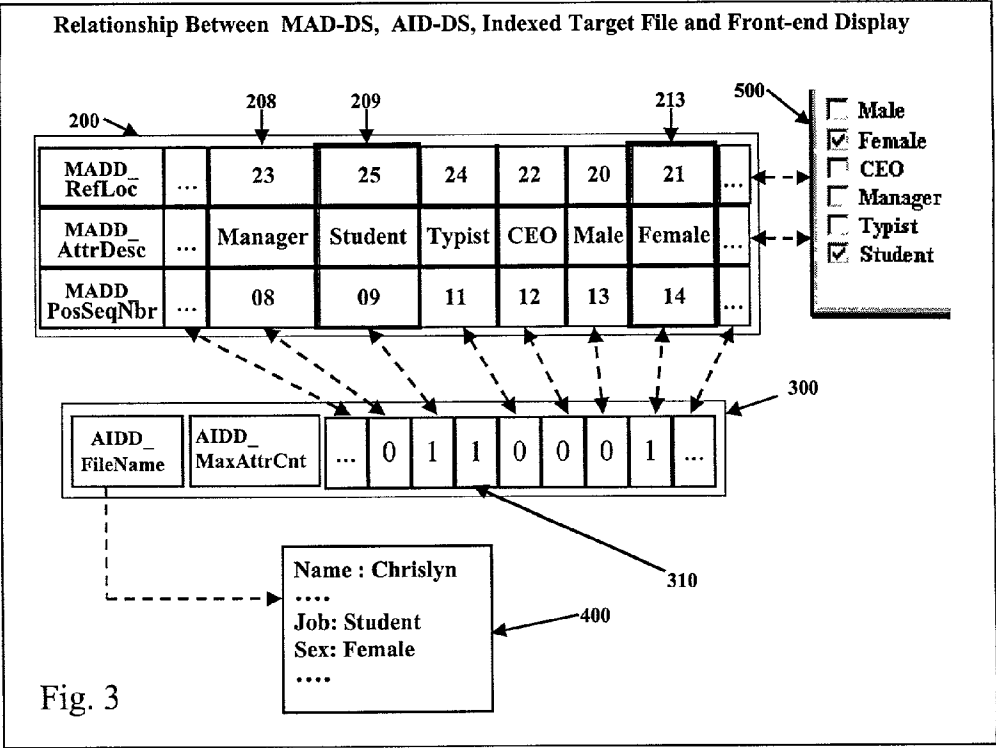 Relationship Between MAD-DS, AID-DS, Indexed Target File and Front-end Display
200
208
209
213
500
MADD_
RefLoc
... 23 25 24 22 20 21 ...
MADD_
AttrDesc
... Manager Student Typist CEO Male Female ...
MADD_
PosSeqNbr
... 08 09 11 12 13 14 ...
Male
Female
CEO
Manager
Typist
Student
300
AIDD_
FileName
AIDD_
MaxAttrCnt
... 0 1 1 0 0 0 1 ...
310
Name : Chrislyn
....
Job: Student
Sex: Female
....
400
Fig. 3